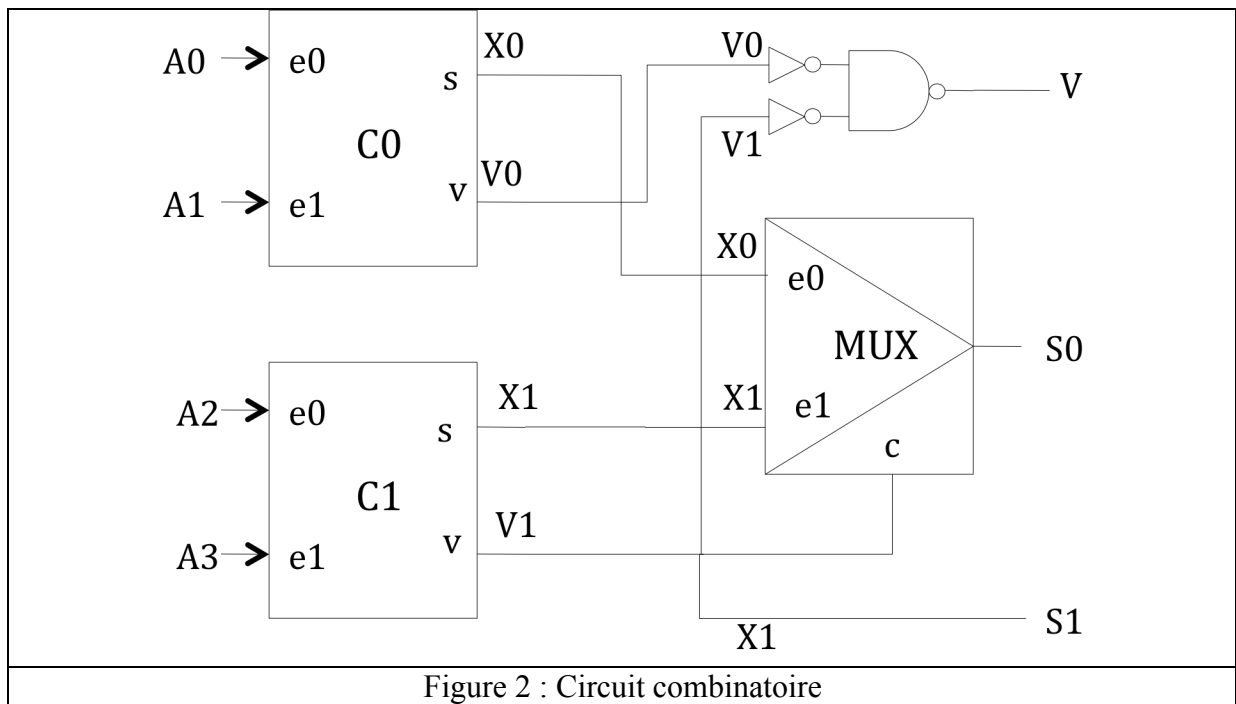 A0 e0 s X0
C0
A1 e1 v V0
V0
V1
V
X0 e0
MUX
X1 e1
c
S0
A2 e0 s X1
C1
A3 e1 v V1
X1
S1
Figure 2 : Circuit combinatoire